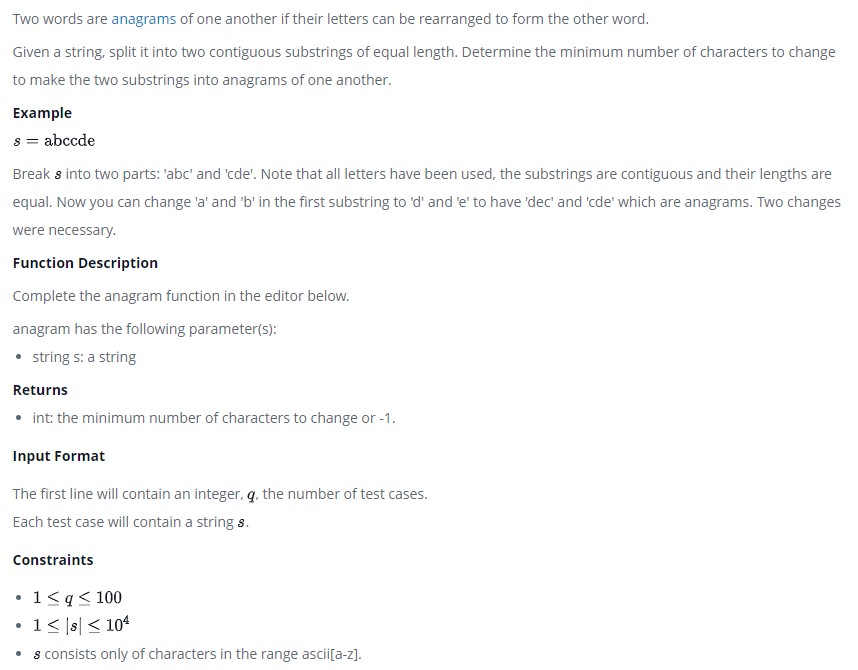 Two words are anagrams of one another if their letters can be rearranged to form the other word.
Given a string, split it into two contiguous substrings of equal length. Determine the minimum number of characters to change
to make the two substrings into anagrams of one another.
Example
s = abccde
Break s into two parts: 'abc' and 'cde'. Note that all letters have been used, the substrings are contiguous and their lengths are
equal. Now you can change 'a' and 'b' in the first substring to 'd' and 'e' to have 'dec' and 'cde' which are anagrams. Two changes
were necessary.
Function Description
Complete the anagram function in the editor below.
anagram has the following parameter(s):
• string s: a string
Returns
• int: the minimum number of characters to change or -1.
Input Format
The first line will contain an integer, q, the number of test cases.
Each test case will contain a string s.
Constraints
• 1 ≤ q ≤ 100
• 1 ≤ |s| ≤ 10⁴
• s consists only of characters in the range ascii[a-z].